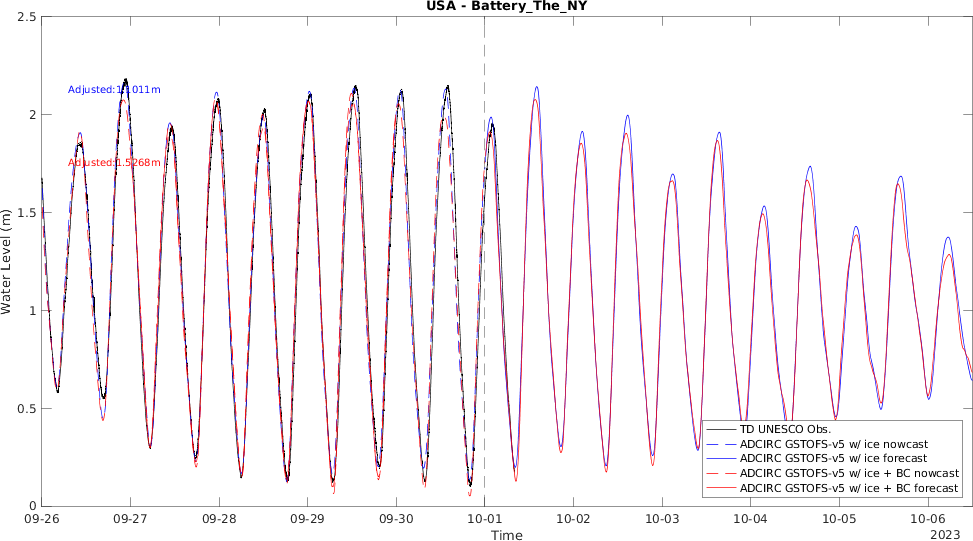 USA - Battery_The_NY
2.5
2
1.5
1
0.5
0
Water Level (m)
Adjusted:1.1011m
Adjusted:1.5268m
TD UNESCO Obs.
ADCIRC GSTOFS-v5 w/ ice nowcast
ADCIRC GSTOFS-v5 w/ ice forecast
ADCIRC GSTOFS-v5 w/ ice + BC nowcast
ADCIRC GSTOFS-v5 w/ ice + BC forecast
09-26 09-27 09-28 09-29 09-30 10-01 10-02 10-03 10-04 10-05 10-06
Time
2023